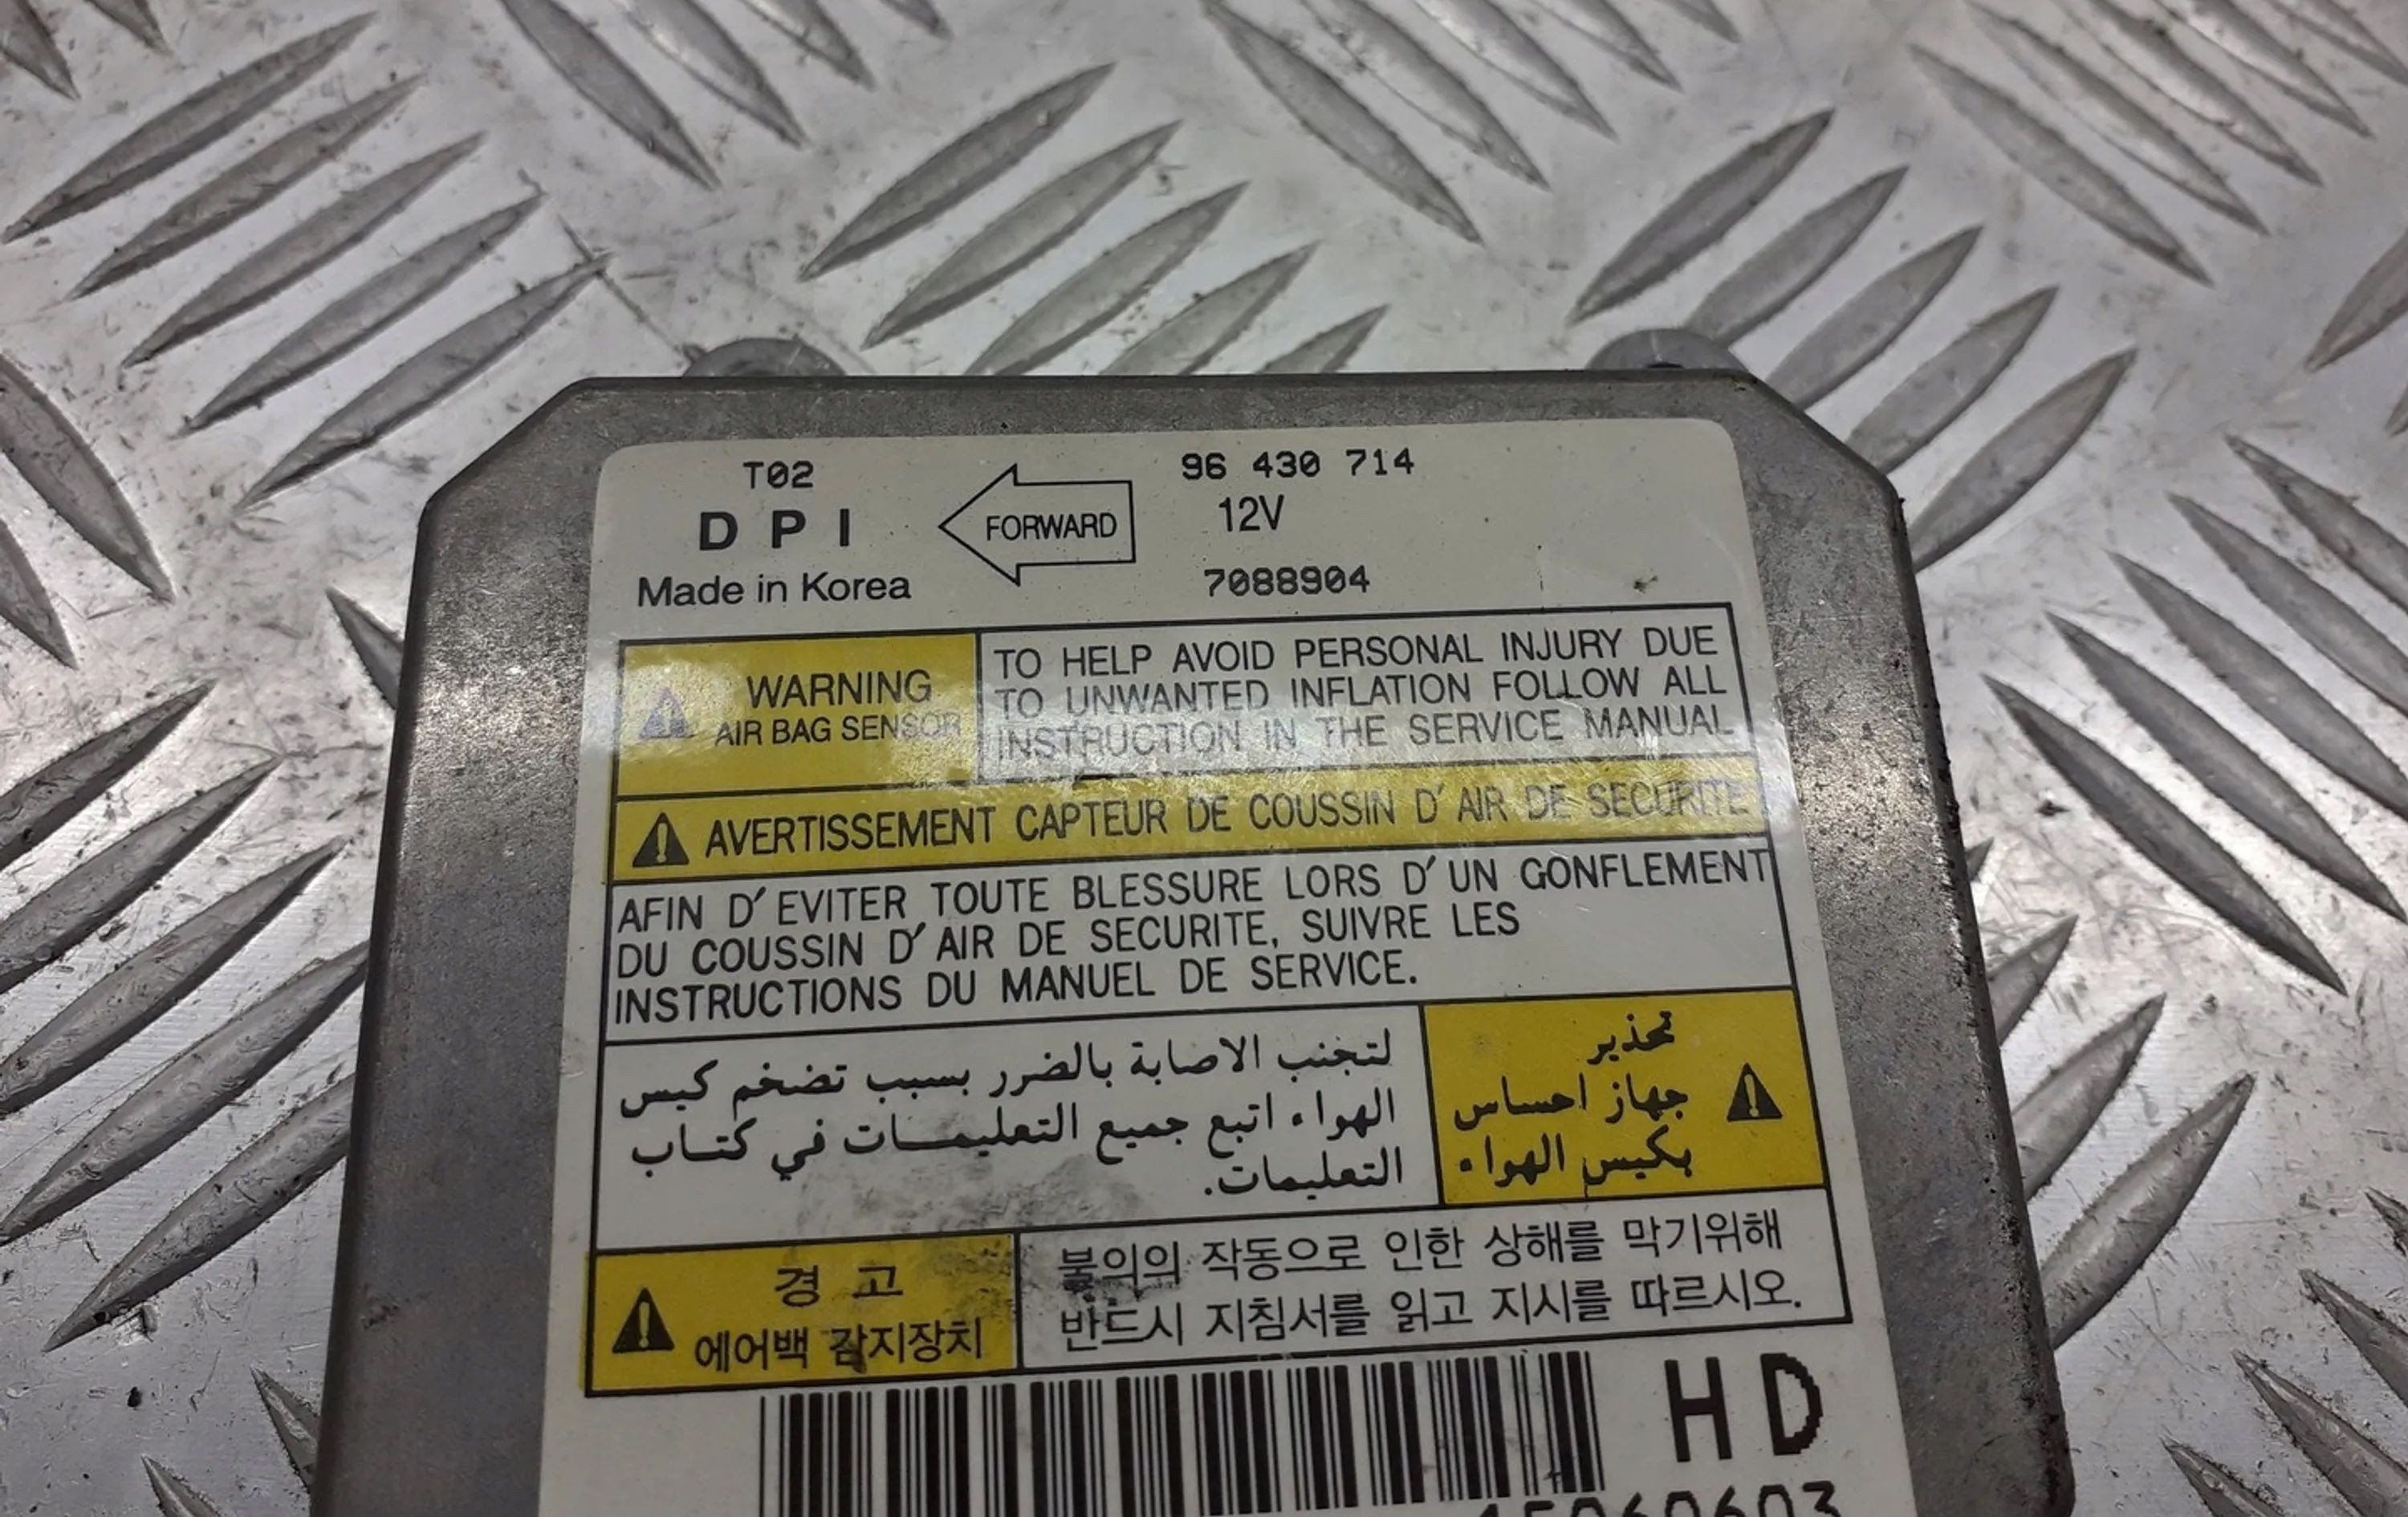 T02
D P I
Made in Korea
FORWARD
96 430 714
12V
7088904
WARNING
AIR BAG SENSOR
TO HELP AVOID PERSONAL INJURY DUE
TO UNWANTED INFLATION FOLLOW ALL
INSTRUCTION IN THE SERVICE MANUAL
AVERTISSEMENT CAPTEUR DE COUSSIN D'AIR DE SECURITE
AFIN D'EVITER TOUTE BLESSURE LORS D'UN GONFLEMENT
DU COUSSIN D'AIR DE SECURITE, SUIVRE LES
INSTRUCTIONS DU MANUEL DE SERVICE.
تحذير
جهاز احساس
بكيس الهواء
لتجنب الاصابة بالضرر بسبب تضخم كيس
الهواء اتبع جميع التعليمــات في كتــاب
التعليمات.
경 고
에어백 감지장치
불의의 작동으로 인한 상해를 막기위해
반드시 지침서를 읽고 지시를 따르시오.
HD